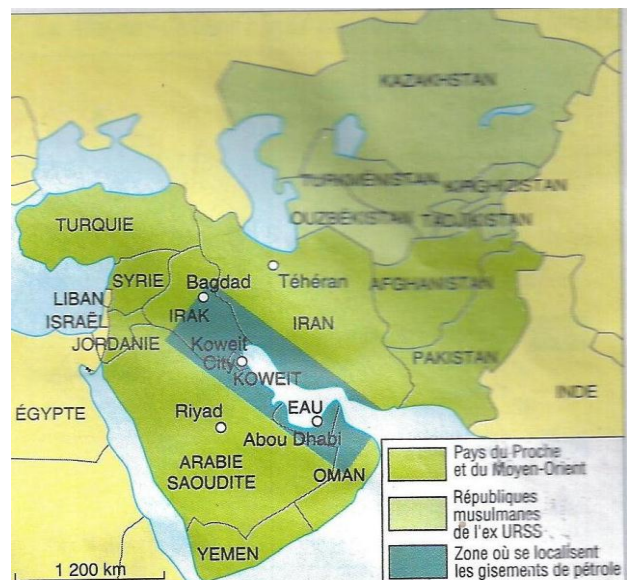 KAZAKHSTAN
TURKMÉNISTAN
KIRGHIZISTAN
OUZBÉKISTAN
TADJIKISTAN
TURQUIE
SYRIE
Bagdad
Téhéran
AFGHANISTAN
LIBAN
IRAK
IRAN
ISRAËL
JORDANIE
Koweit
City
KOWEIT
PAKISTAN
INDE
ÉGYPTE
Riyad
EAU
Abou Dhabi
ARABIE
SAOUDITE
OMAN
YEMEN
1 200 km
Pays du Proche
et du Moyen-Orient
Républiques
musulmanes
de l'ex URSS
Zone où se localisent
les gisements de pétrole